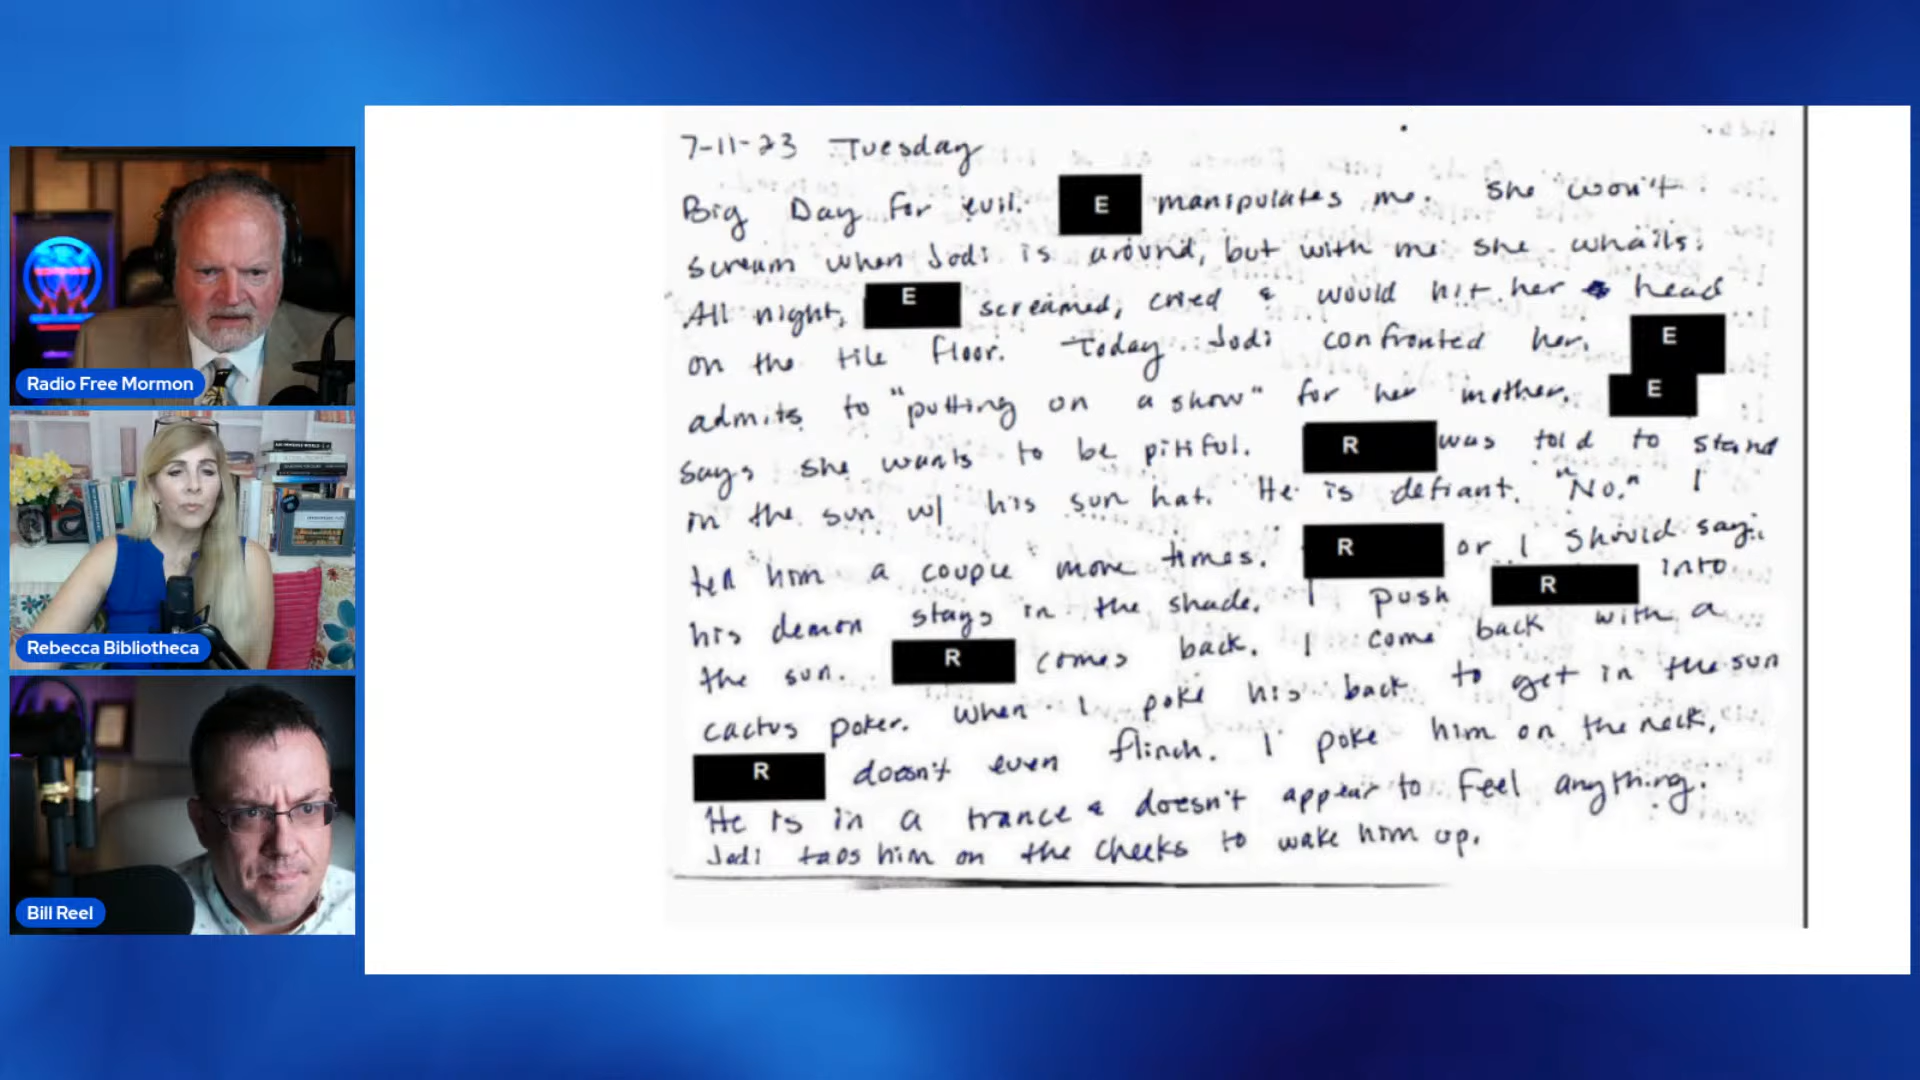 7-11-23 Tuesday
Big Day for evil. E manipulates me. She won't
scream when Jodi is around, but with me she whails.
All night, E screamed, cried & would hit her head
on the tile floor. Today Jodi confronted her. E
admits to "putting on a show" for her mother. E
says she wants to be pitiful. R was told to stand
in the sun w/ his sun hat. He is defiant. "No." I
tell him a couple more times. R or I should say,
his demon stays in the shade. I push R into
the sun. R comes back. I come back with a
cactus poker. When I poke his back to get in the sun
R doesn't even flinch. I poke him on the neck.
He is in a trance & doesn't appear to feel anything.
Jodi taps him on the cheeks to wake him up.
Radio Free Mormon
Rebecca Bibliotheca
Bill Reel